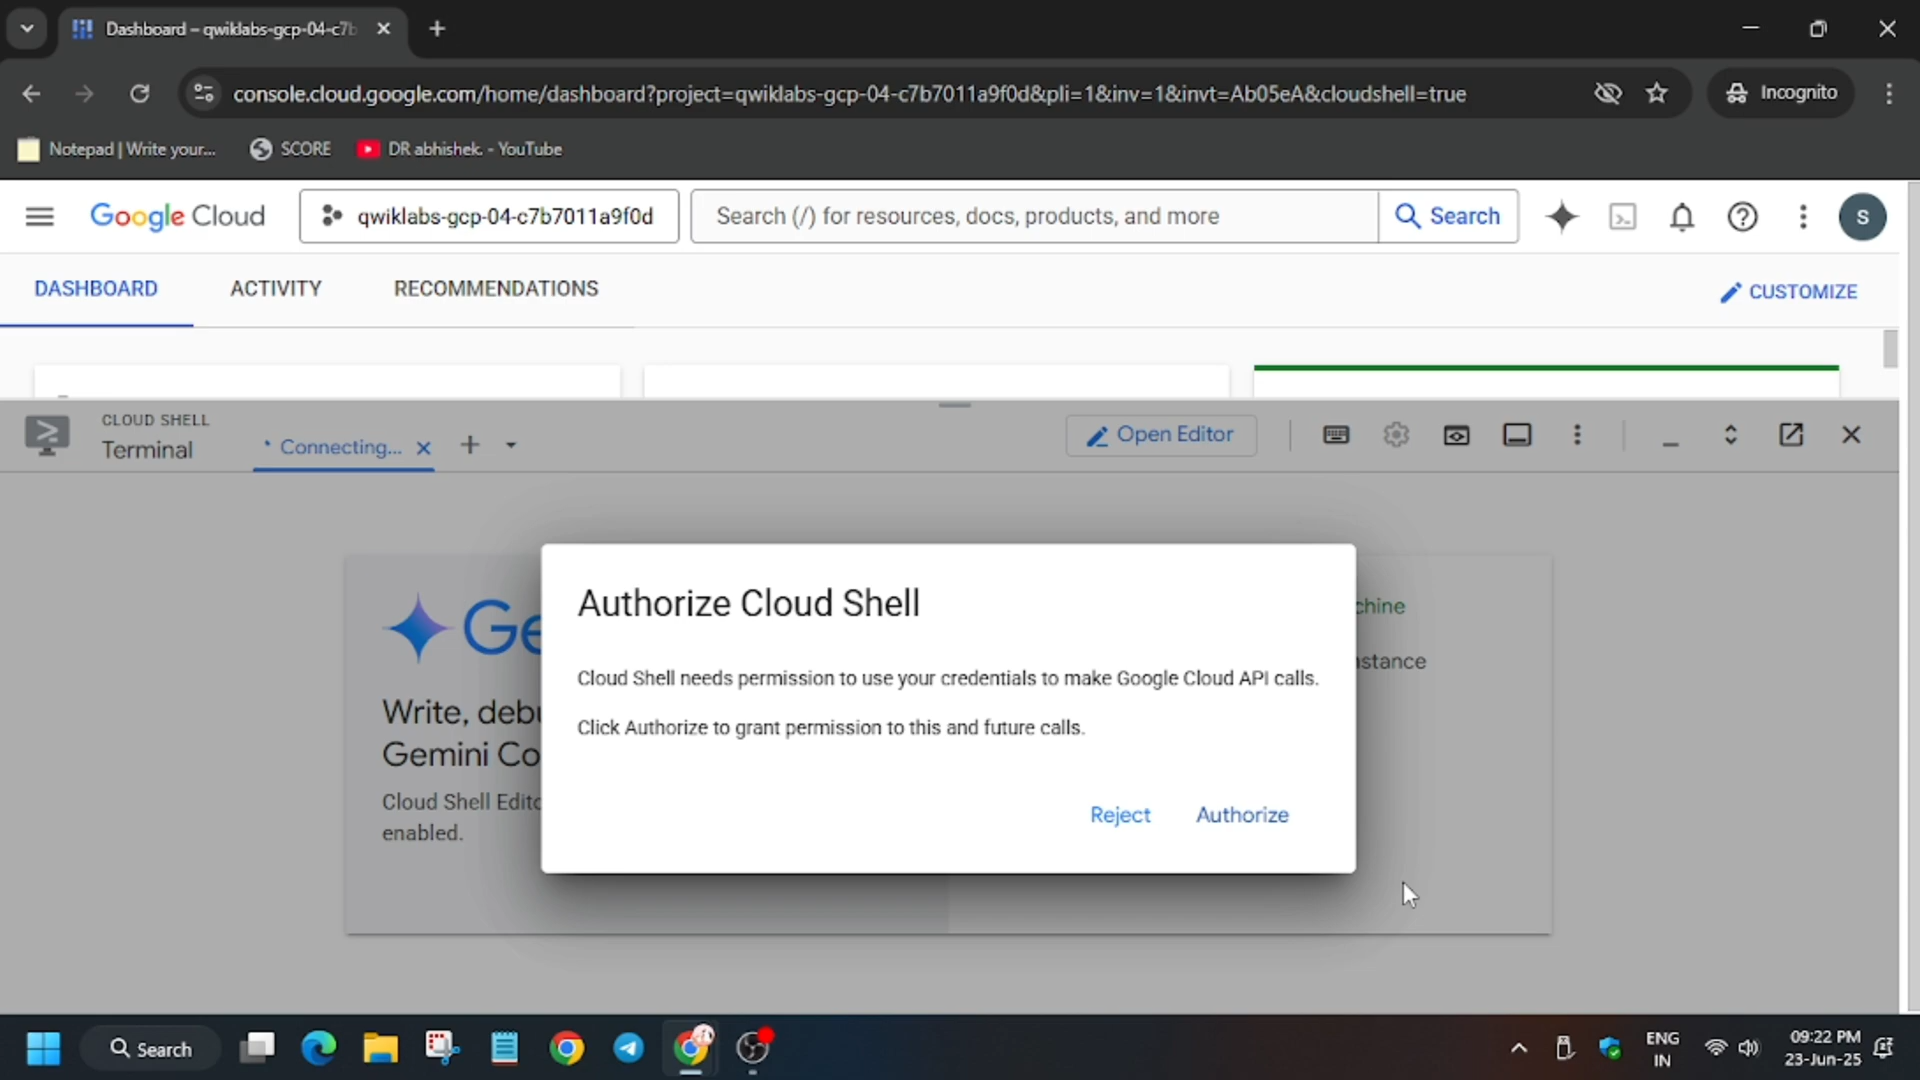 Dashboard – qwiklabs-gcp-04-c7b
console.cloud.google.com/home/dashboard?project=qwiklabs-gcp-04-c7b7011a9f0d&pli=1&inv=1&invt=Ab05eA&cloudshell=true
Incognito
Notepad | Write your...
SCORE
DR abhishek. - YouTube
Google Cloud
qwiklabs-gcp-04-c7b7011a9f0d
Search (/) for resources, docs, products, and more
Search
S
DASHBOARD
ACTIVITY
RECOMMENDATIONS
CUSTOMIZE
CLOUD SHELL
Terminal
Connecting...
Open Editor
Authorize Cloud Shell
Cloud Shell needs permission to use your credentials to make Google Cloud API calls.
Click Authorize to grant permission to this and future calls.
Reject
Authorize
Ge
Write, debu
Gemini Co
Cloud Shell Edito
enabled.
chine
istance
Search
ENG
IN
09:22 PM
23-Jun-25